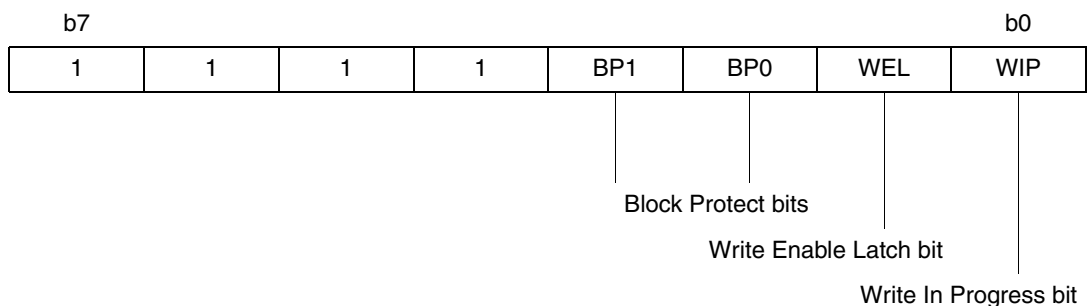 b7 b0
1 1 1 1 BP1 BP0 WEL WIP
Block Protect bits
Write Enable Latch bit
Write In Progress bit